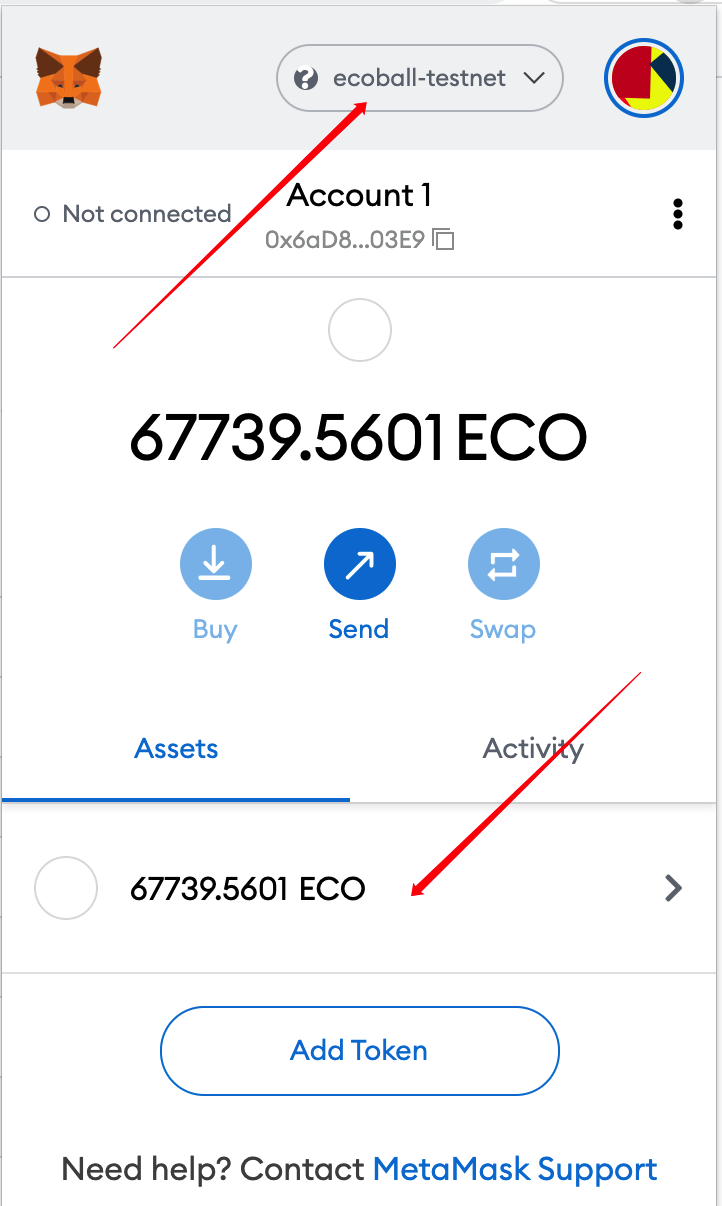 ecoball-testnet
Account 1
Not connected
0x6aD8...03E9
67739.5601 ECO
Buy Send Swap
Assets Activity
67739.5601 ECO
Add Token
Need help? Contact MetaMask Support